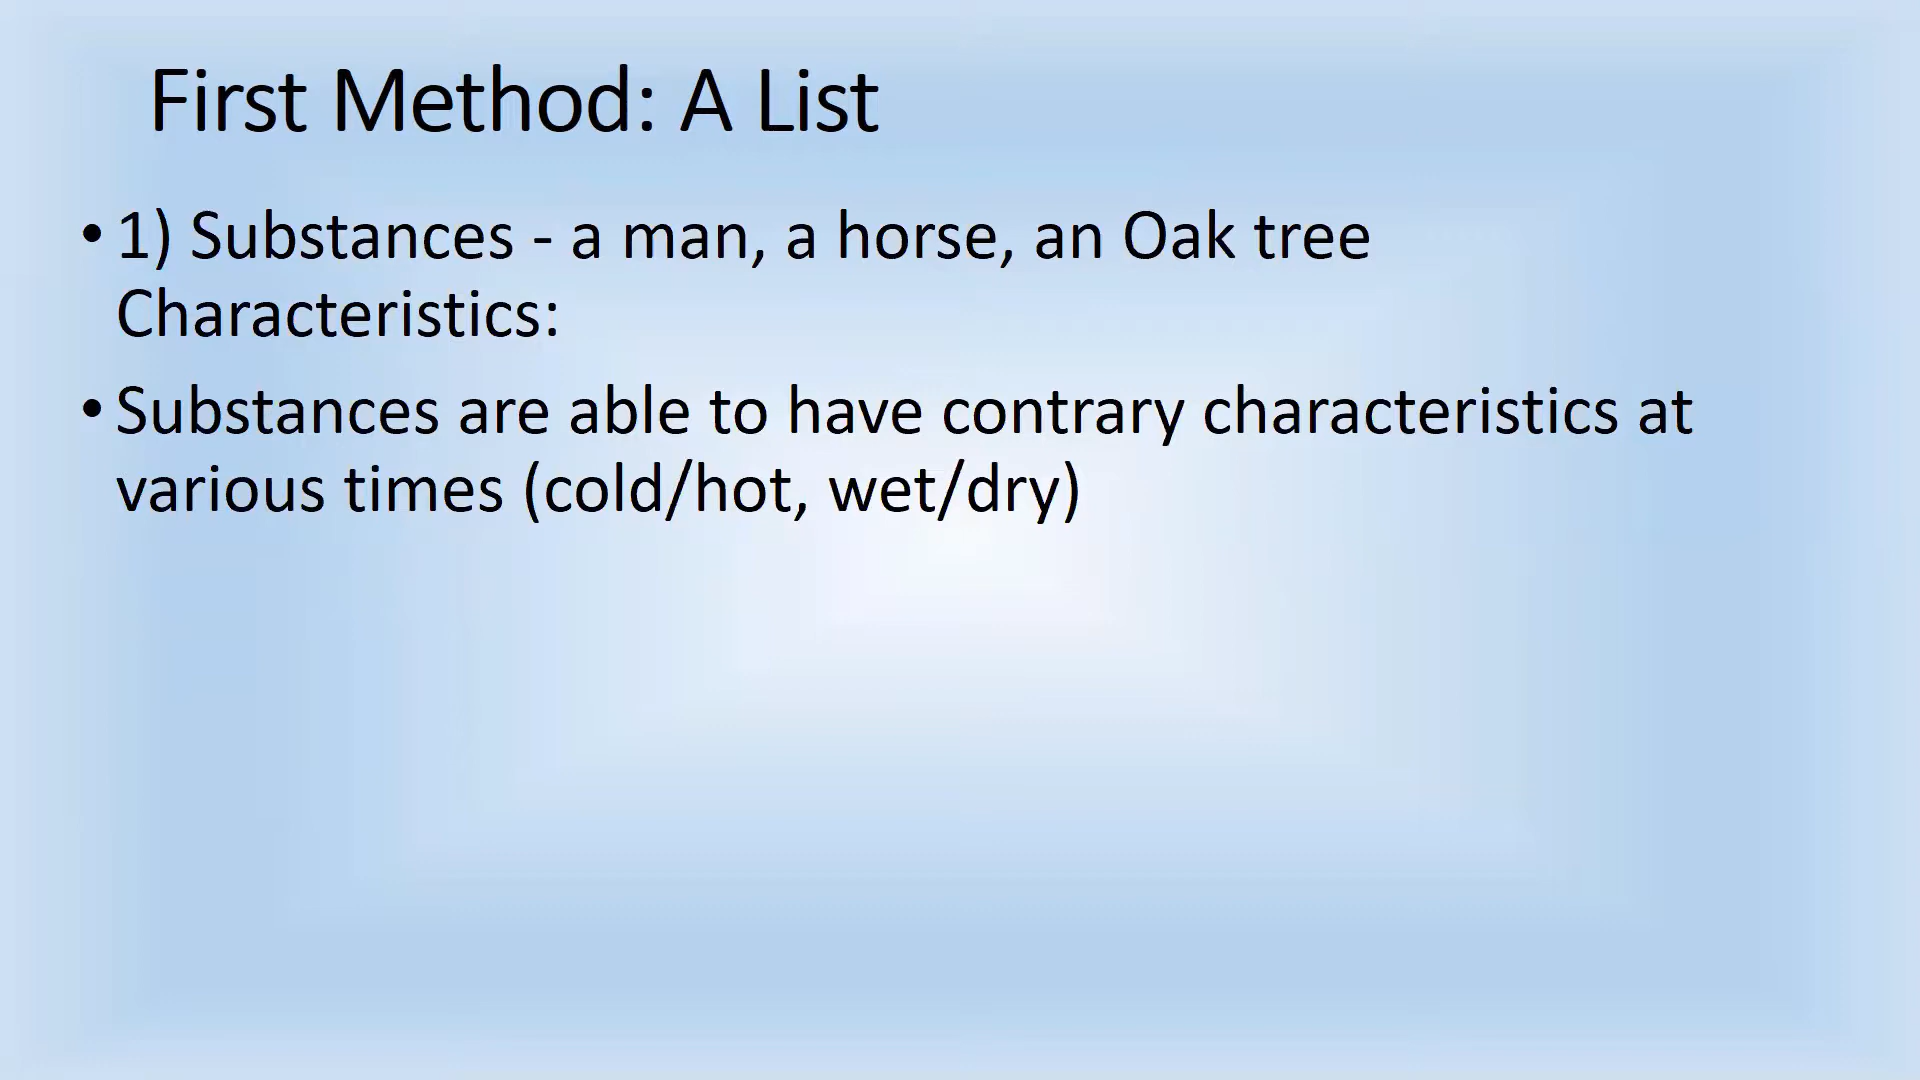 First Method: A List
• 1) Substances - a man, a horse, an Oak tree
Characteristics:
• Substances are able to have contrary characteristics at
various times (cold/hot, wet/dry)